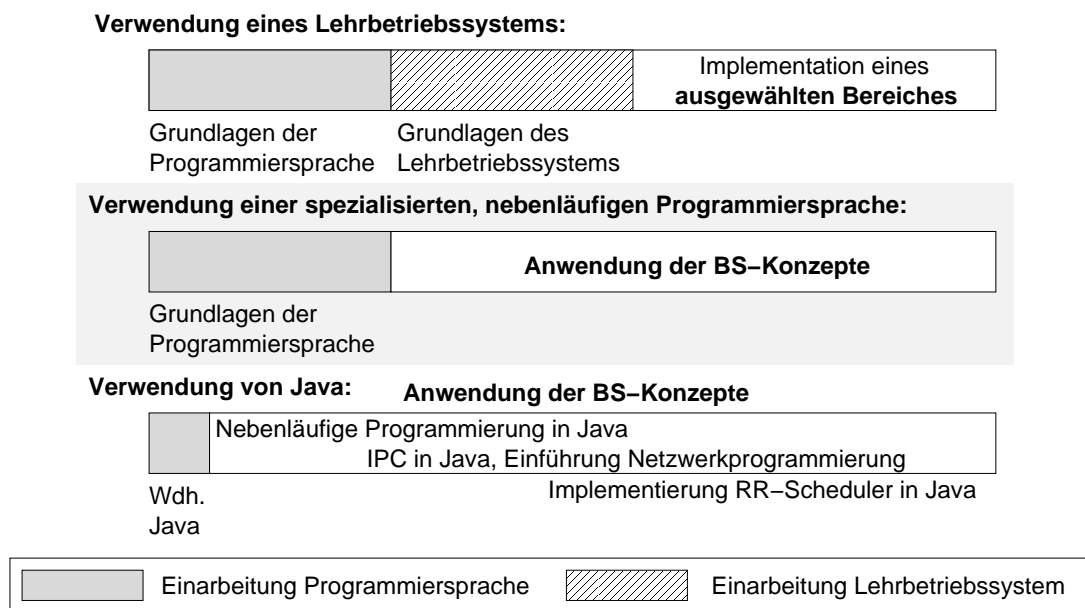 Verwendung eines Lehrbetriebssystems:
Implementation eines
ausgewählten Bereiches
Grundlagen der
Programmiersprache
Grundlagen des
Lehrbetriebssystems
Verwendung einer spezialisierten, nebenläufigen Programmiersprache:
Anwendung der BS−Konzepte
Grundlagen der
Programmiersprache
Verwendung von Java:
Anwendung der BS−Konzepte
Nebenläufige Programmierung in Java
IPC in Java, Einführung Netzwerkprogrammierung
Implementierung RR−Scheduler in Java
Wdh.
Java
Einarbeitung Programmiersprache
Einarbeitung Lehrbetriebssystem